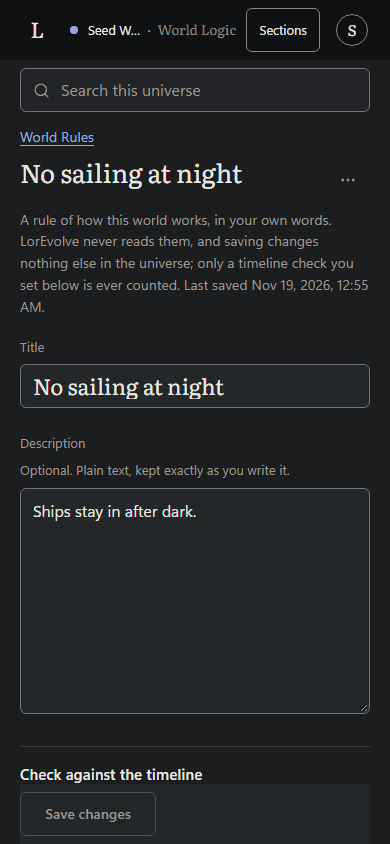 L
Seed W... · World Logic
Sections
S
Search this universe
World Rules
No sailing at night
...
A rule of how this world works, in your own words.
LorEvolve never reads them, and saving changes
nothing else in the universe; only a timeline check you
set below is ever counted. Last saved Nov 19, 2026, 12:55
AM.
Title
No sailing at night
Description
Optional. Plain text, kept exactly as you write it.
Ships stay in after dark.
Check against the timeline
Save changes